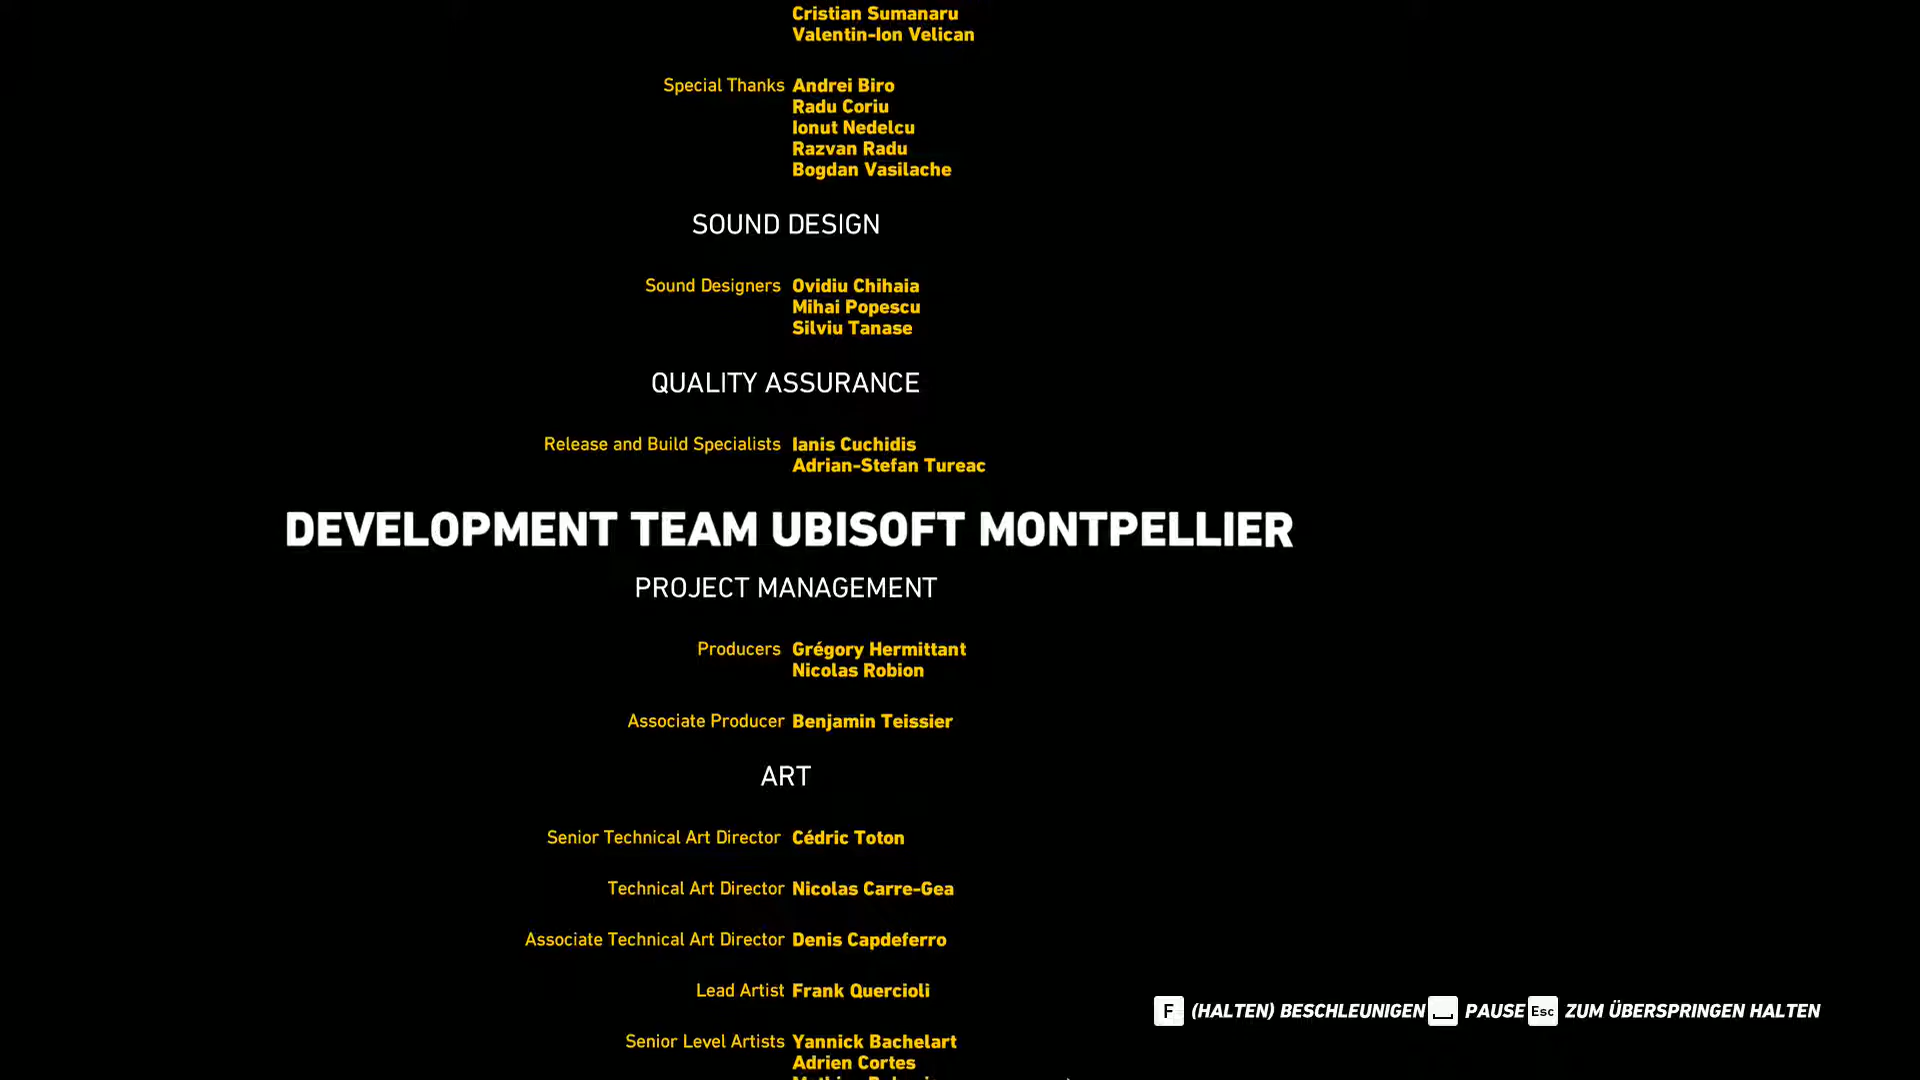 Cristian Sumanaru
Valentin-Ion Velican
Special Thanks Andrei Biro
Radu Coriu
Ionut Nedelcu
Razvan Radu
Bogdan Vasilache
SOUND DESIGN
Sound Designers Ovidiu Chihaia
Mihai Popescu
Silviu Tanase
QUALITY ASSURANCE
Release and Build Specialists Ianis Cuchidis
Adrian-Stefan Tureac
DEVELOPMENT TEAM UBISOFT MONTPELLIER
PROJECT MANAGEMENT
Producers Grégory Hermittant
Nicolas Robion
Associate Producer Benjamin Teissier
ART
Senior Technical Art Director Cédric Toton
Technical Art Director Nicolas Carre-Gea
Associate Technical Art Director Denis Capdeferro
Lead Artist Frank Quercioli
F (HALTEN) BESCHLEUNIGEN PAUSE Esc ZUM ÜBERSPRINGEN HALTEN
Senior Level Artists Yannick Bachelart
Adrien Cortes